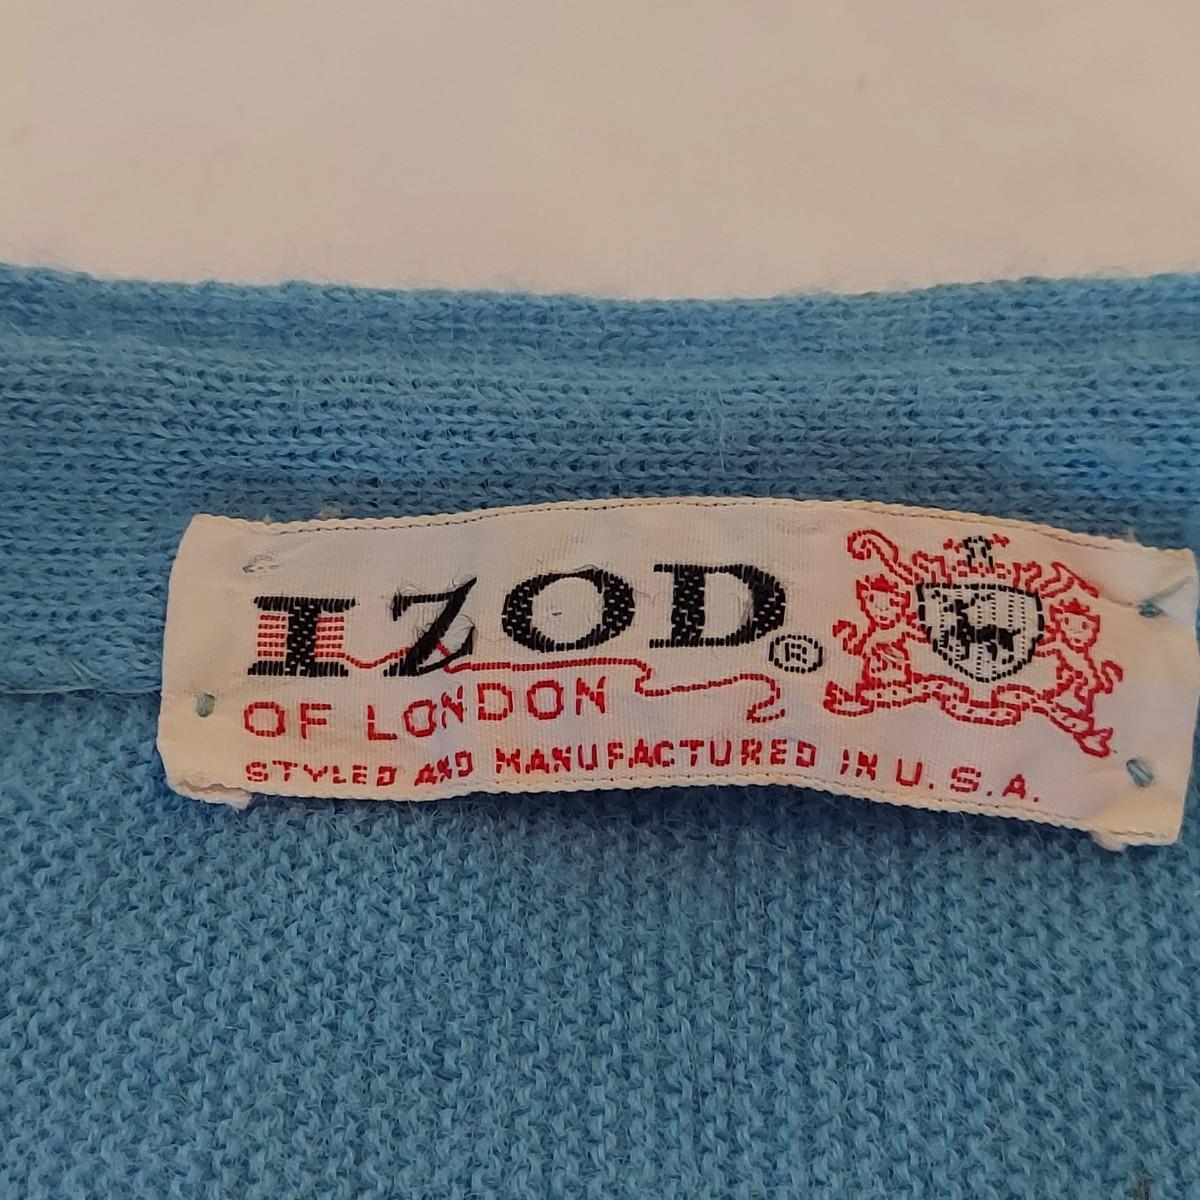 IZOD®
OF LONDON
STYLED AND MANUFACTURED IN U.S.A.